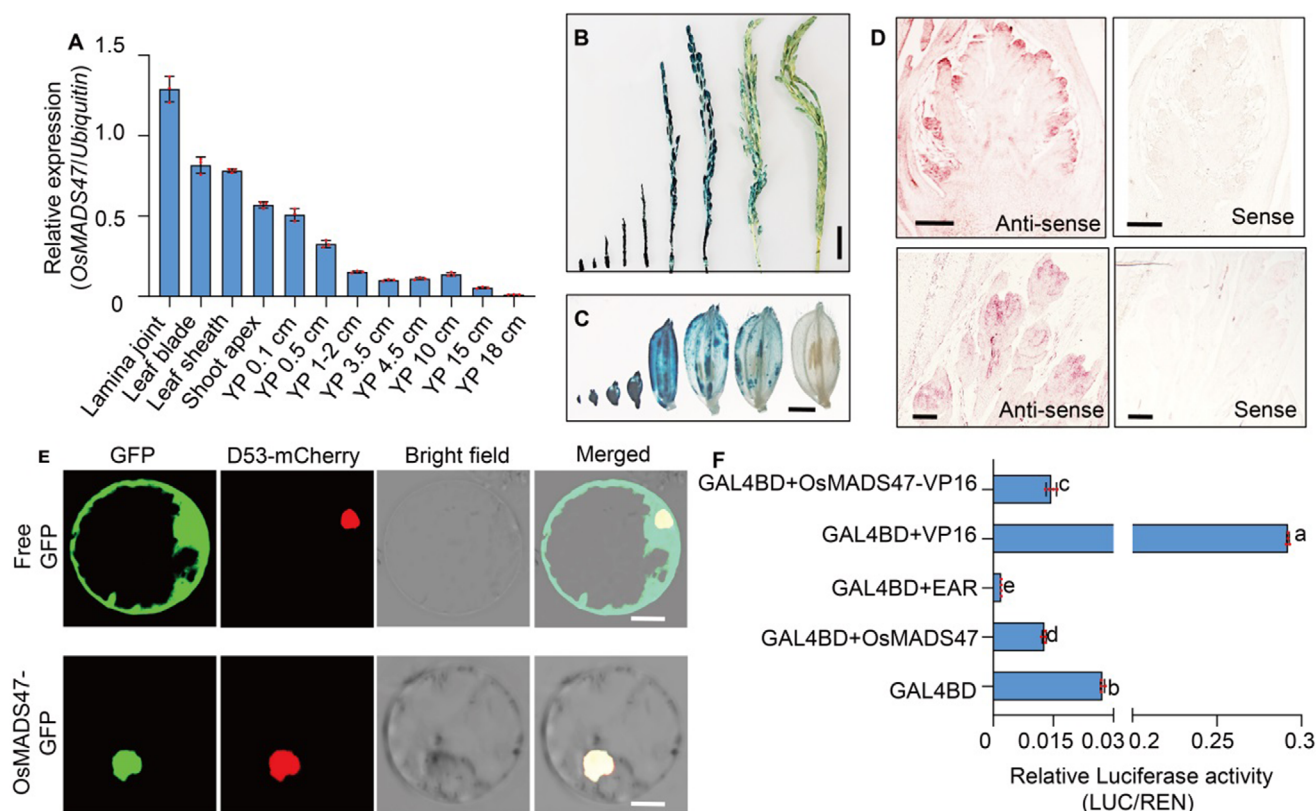 A
Relative expression
(OsMADS47/Ubiquitin)
1.5
1.0
0.5
0
Lamina joint
Leaf blade
Leaf sheath
Shoot apex
YP 0.1 cm
YP 0.5 cm
YP 1-2 cm
YP 3.5 cm
YP 4.5 cm
YP 10 cm
YP 15 cm
YP 18 cm
B
C
D
Anti-sense
Sense
Anti-sense
Sense
E
GFP
D53-mCherry
Bright field
Merged
Free
GFP
OsMADS47-
GFP
F
GAL4BD+OsMADS47-VP16
c
GAL4BD+VP16
a
GAL4BD+EAR
e
GAL4BD+OsMADS47
d
GAL4BD
b
0
0.015
0.03
0.2
0.25
0.3
Relative Luciferase activity
(LUC/REN)